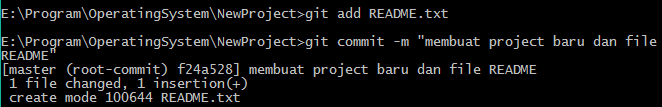 E:\Program\OperatingSystem\NewProject>git add README.txt
E:\Program\OperatingSystem\NewProject>git commit -m "membuat project baru dan file
README"
[master (root-commit) f24a528] membuat project baru dan file README
 1 file changed, 1 insertion(+)
 create mode 100644 README.txt